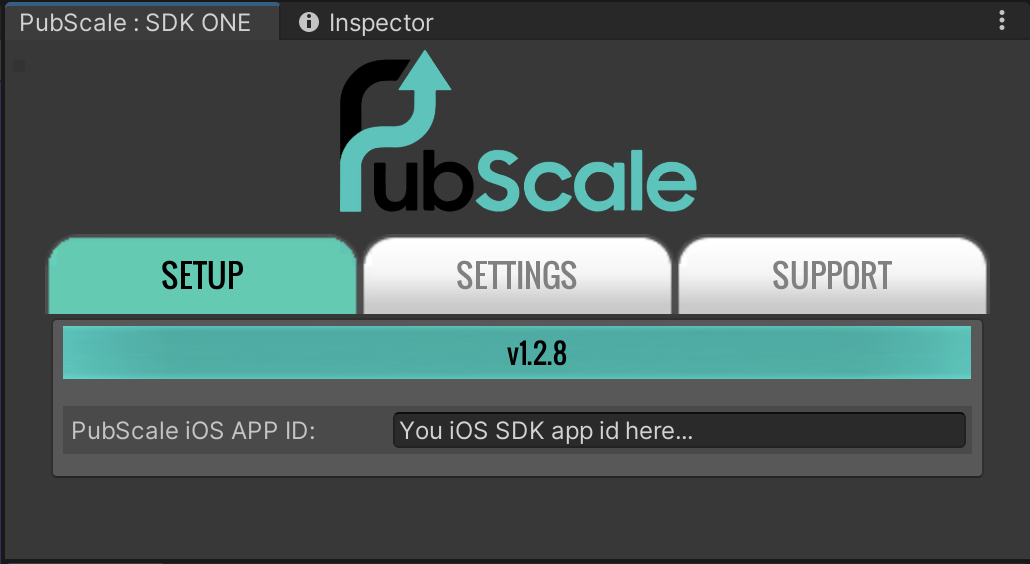 PubScale : SDK ONE
Inspector
PubScale
SETUP
SETTINGS
SUPPORT
v1.2.8
PubScale iOS APP ID:
You iOS SDK app id here...